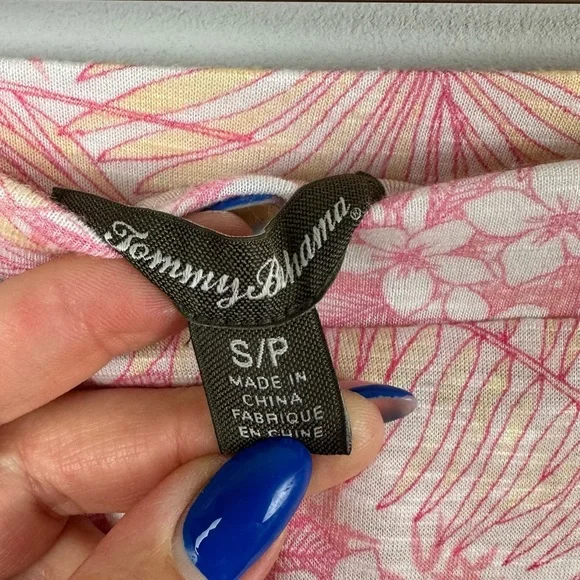 Tommy Bahama®
S/P
MADE IN
CHINA
FABRIQUE
EN CHINE